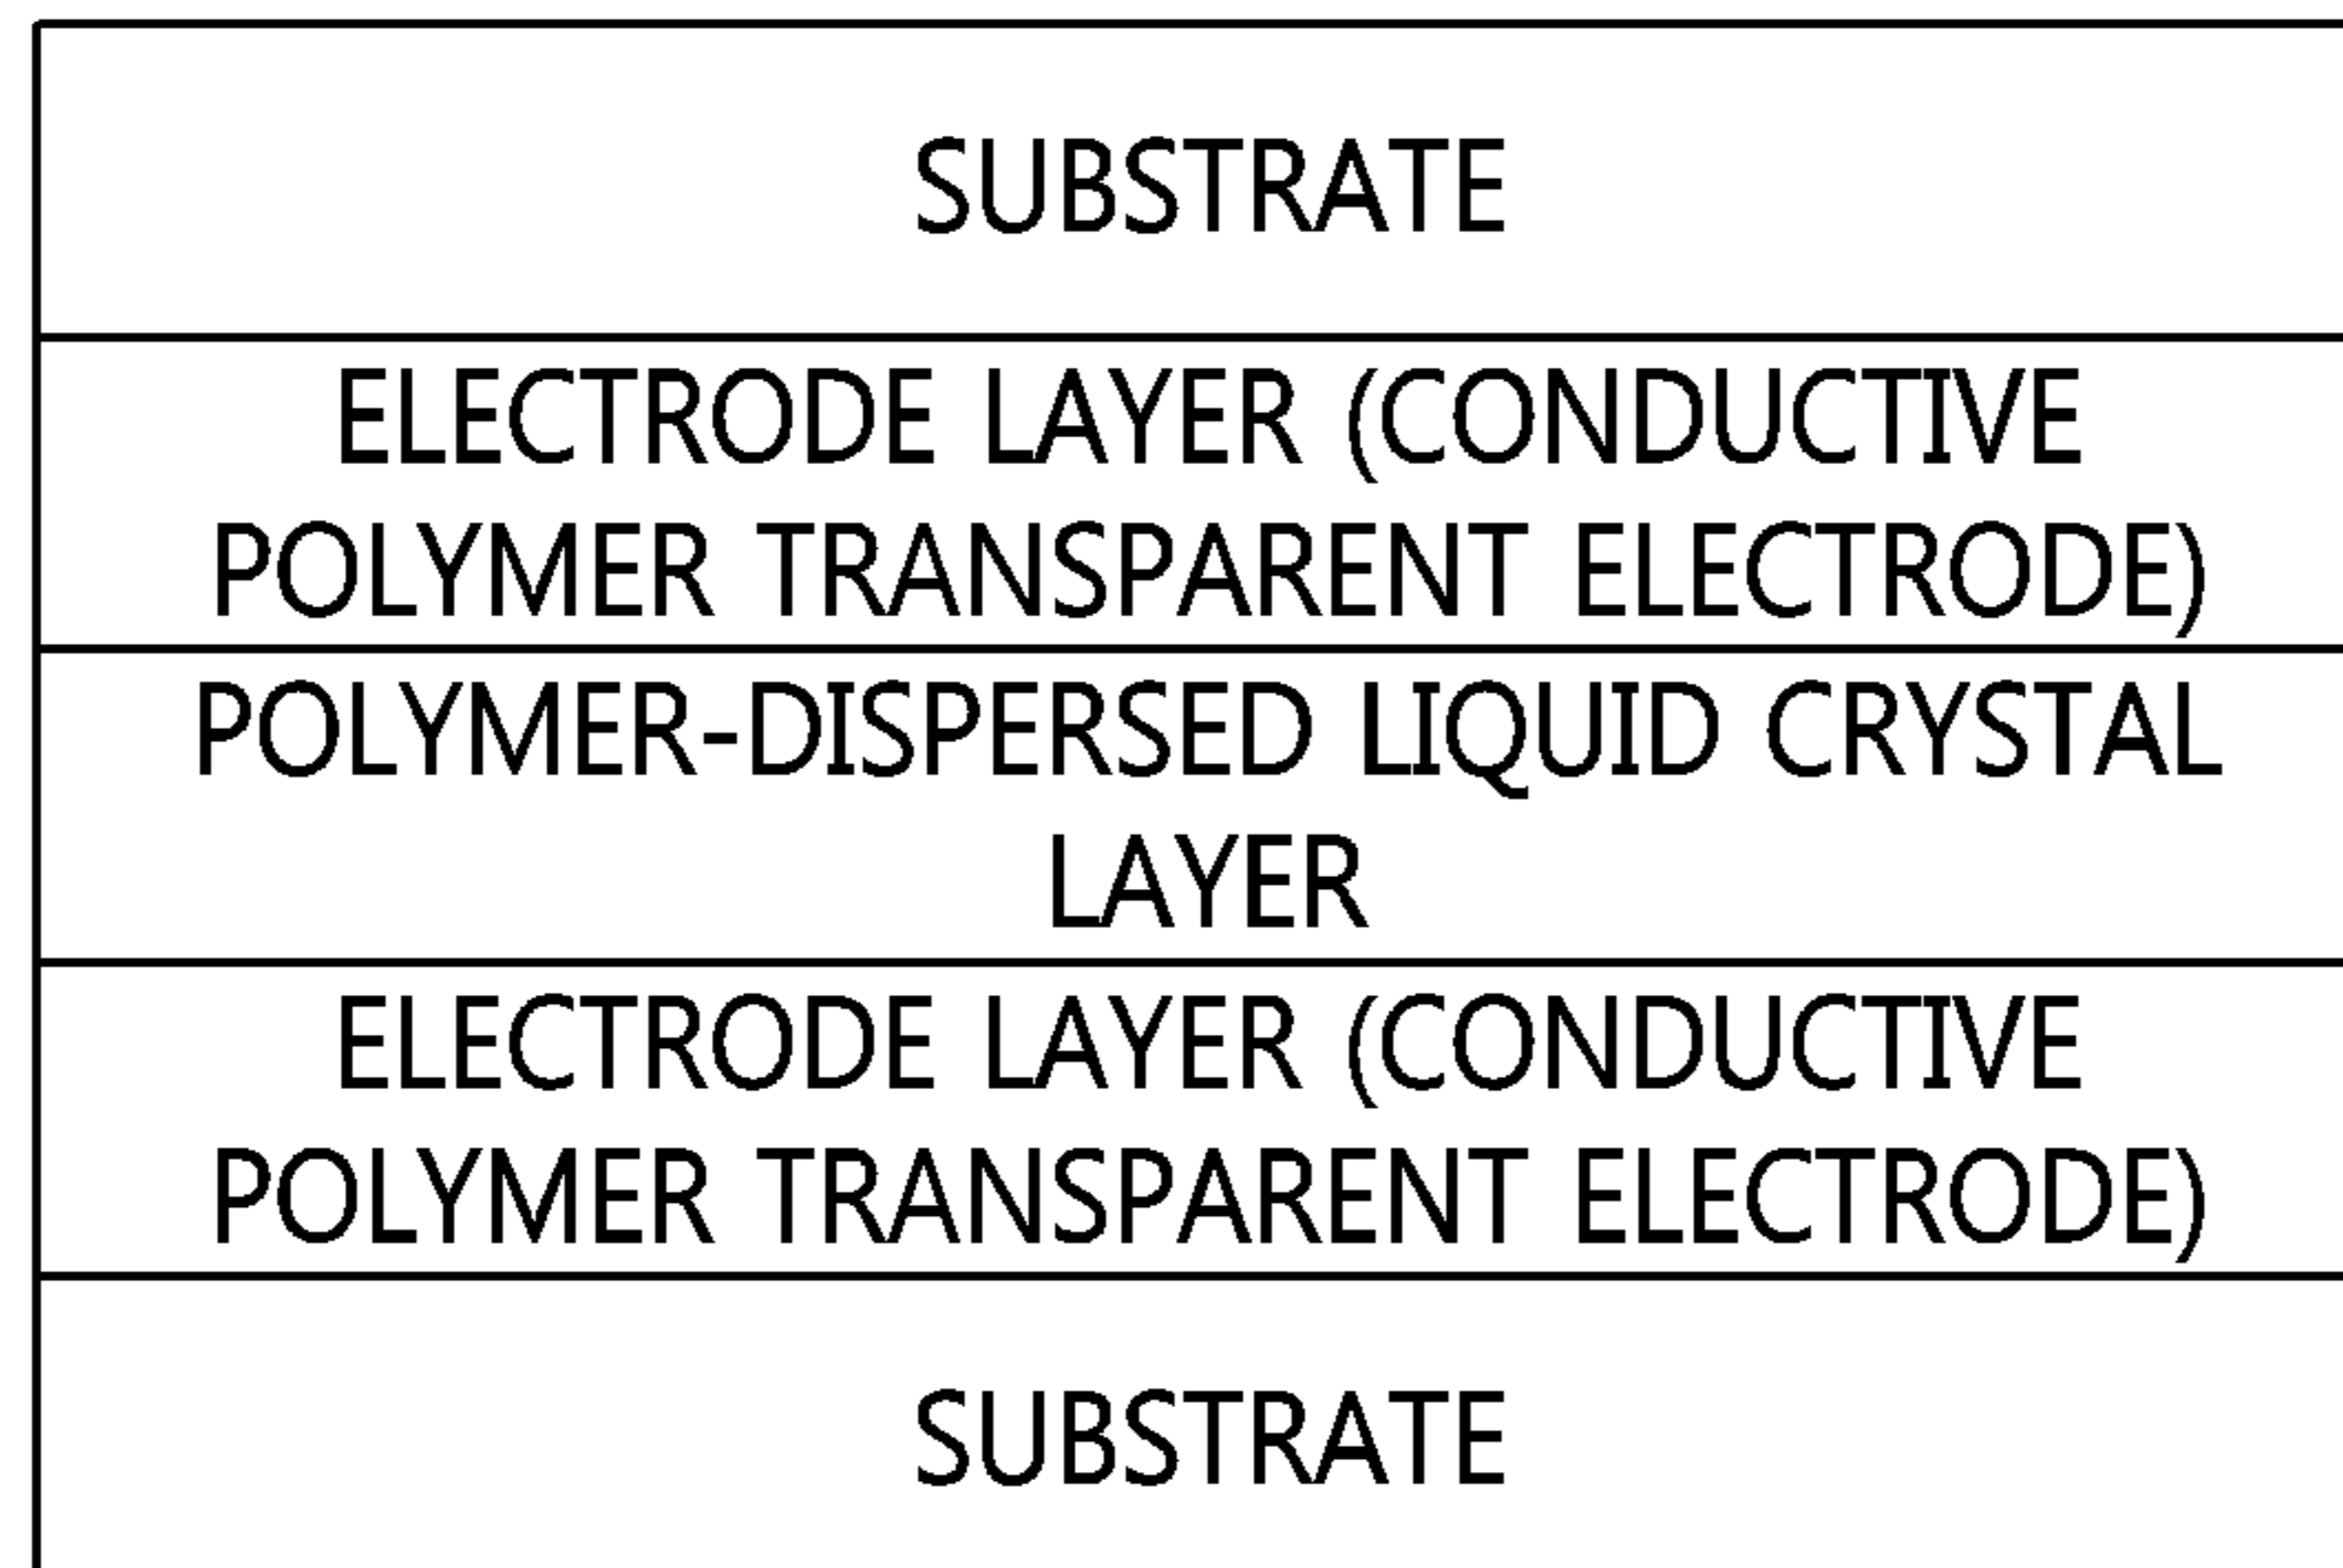 SUBSTRATE
ELECTRODE LAYER (CONDUCTIVE
POLYMER TRANSPARENT ELECTRODE)
POLYMER-DISPERSED LIQUID CRYSTAL
LAYER
ELECTRODE LAYER (CONDUCTIVE
POLYMER TRANSPARENT ELECTRODE)
SUBSTRATE